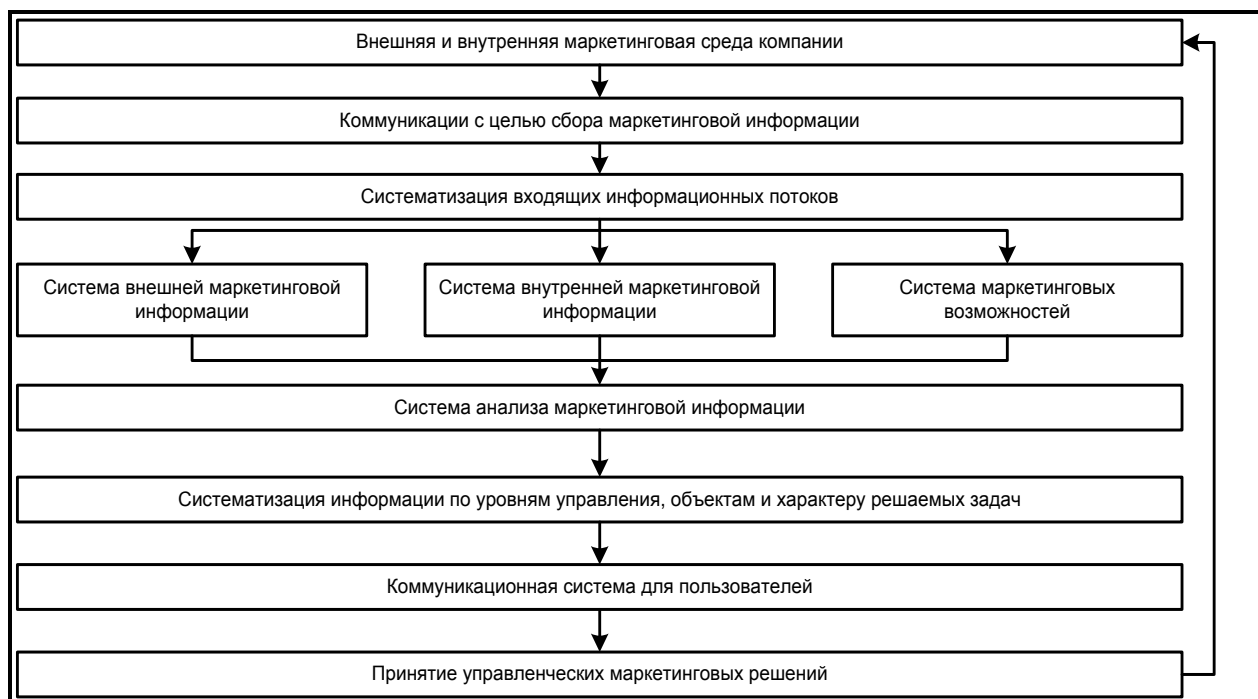 Внешняя и внутренняя маркетинговая среда компании
Коммуникации с целью сбора маркетинговой информации
Систематизация входящих информационных потоков
Система внешней маркетинговой
информации
Система внутренней маркетинговой
информации
Система маркетинговых
возможностей
Система анализа маркетинговой информации
Систематизация информации по уровням управления, объектам и характеру решаемых задач
Коммуникационная система для пользователей
Принятие управленческих маркетинговых решений